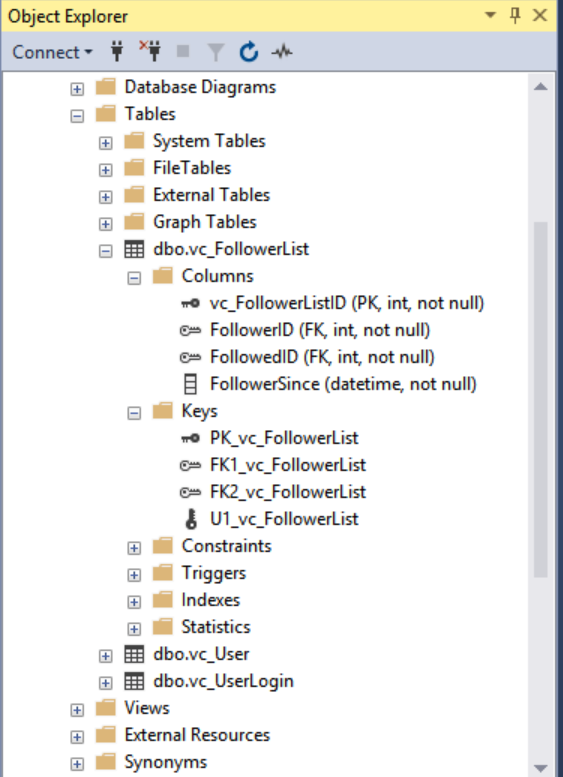 Object Explorer
Connect
Database Diagrams
Tables
System Tables
FileTables
External Tables
Graph Tables
dbo.vc_FollowerList
Columns
vc_FollowerListID (PK, int, not null)
FollowerID (FK, int, not null)
FollowedID (FK, int, not null)
FollowerSince (datetime, not null)
Keys
PK_vc_FollowerList
FK1_vc_FollowerList
FK2_vc_FollowerList
U1_vc_FollowerList
Constraints
Triggers
Indexes
Statistics
dbo.vc_User
dbo.vc_UserLogin
Views
External Resources
Synonyms